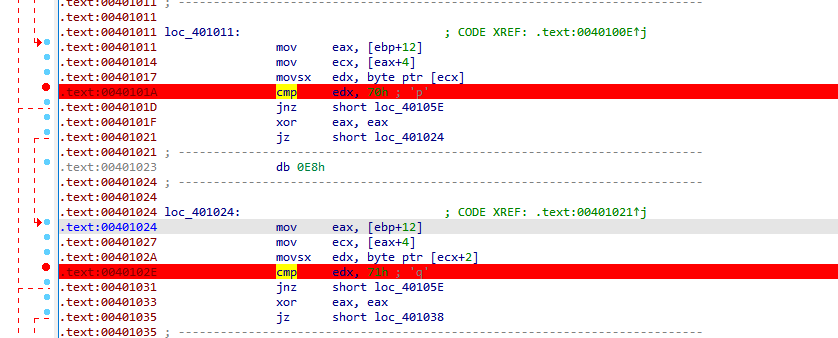 .text:00401011 ; ---------------------------------------------------------------------------
.text:00401011
.text:00401011 loc_401011: ; CODE XREF: .text:0040100E↑j
.text:00401011 mov eax, [ebp+12]
.text:00401014 mov ecx, [eax+4]
.text:00401017 movsx edx, byte ptr [ecx]
.text:0040101A cmp edx, 70h ; 'p'
.text:0040101D jnz short loc_40105E
.text:0040101F xor eax, eax
.text:00401021 jz short loc_401024
.text:00401021 ; ---------------------------------------------------------------------------
.text:00401023 db 0E8h
.text:00401024 ; ---------------------------------------------------------------------------
.text:00401024
.text:00401024 loc_401024: ; CODE XREF: .text:00401021↑j
.text:00401024 mov eax, [ebp+12]
.text:00401027 mov ecx, [eax+4]
.text:0040102A movsx edx, byte ptr [ecx+2]
.text:0040102E cmp edx, 71h ; 'q'
.text:00401031 jnz short loc_40105E
.text:00401033 xor eax, eax
.text:00401035 jz short loc_401038
.text:00401035 ; ---------------------------------------------------------------------------